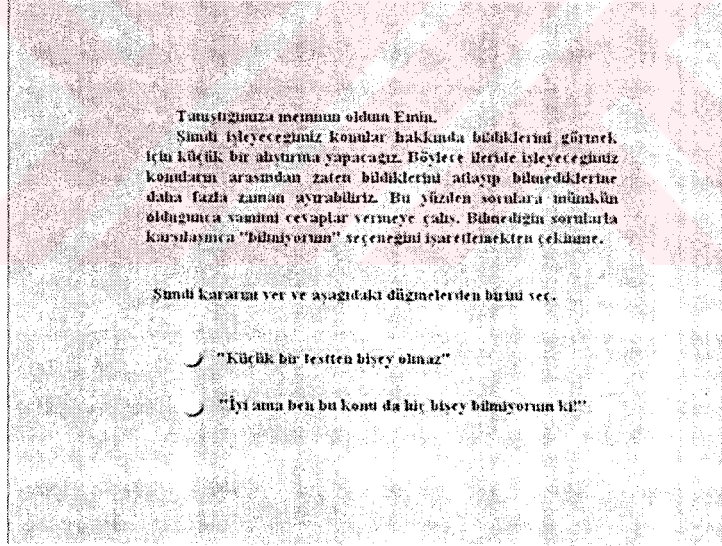 Tanıştığımıza memnun oldum Emin.
Şimdi işleyeceğimiz konular hakkında bildiklerini görmek
için küçük bir alıştırma yapacağız. Böylece ileride işleyeceğimiz
konuların arasından zaten bildiklerini atlayıp bilmediklerine
daha fazla zaman ayırabiliriz. Bu yüzden sorulara mümkün
olduğunca samimi cevaplar vermeye çalış. Bilmediğin sorularla
karşılaşınca "bilmiyorum" seçeneğini işaretlemekten çekinme.
Şimdi kararını ver ve aşağıdaki düğmelerden birini seç.
"Küçük bir testten bişey olmaz"
"İyi ama ben bu konu da hiç bişey bilmiyorum ki!"